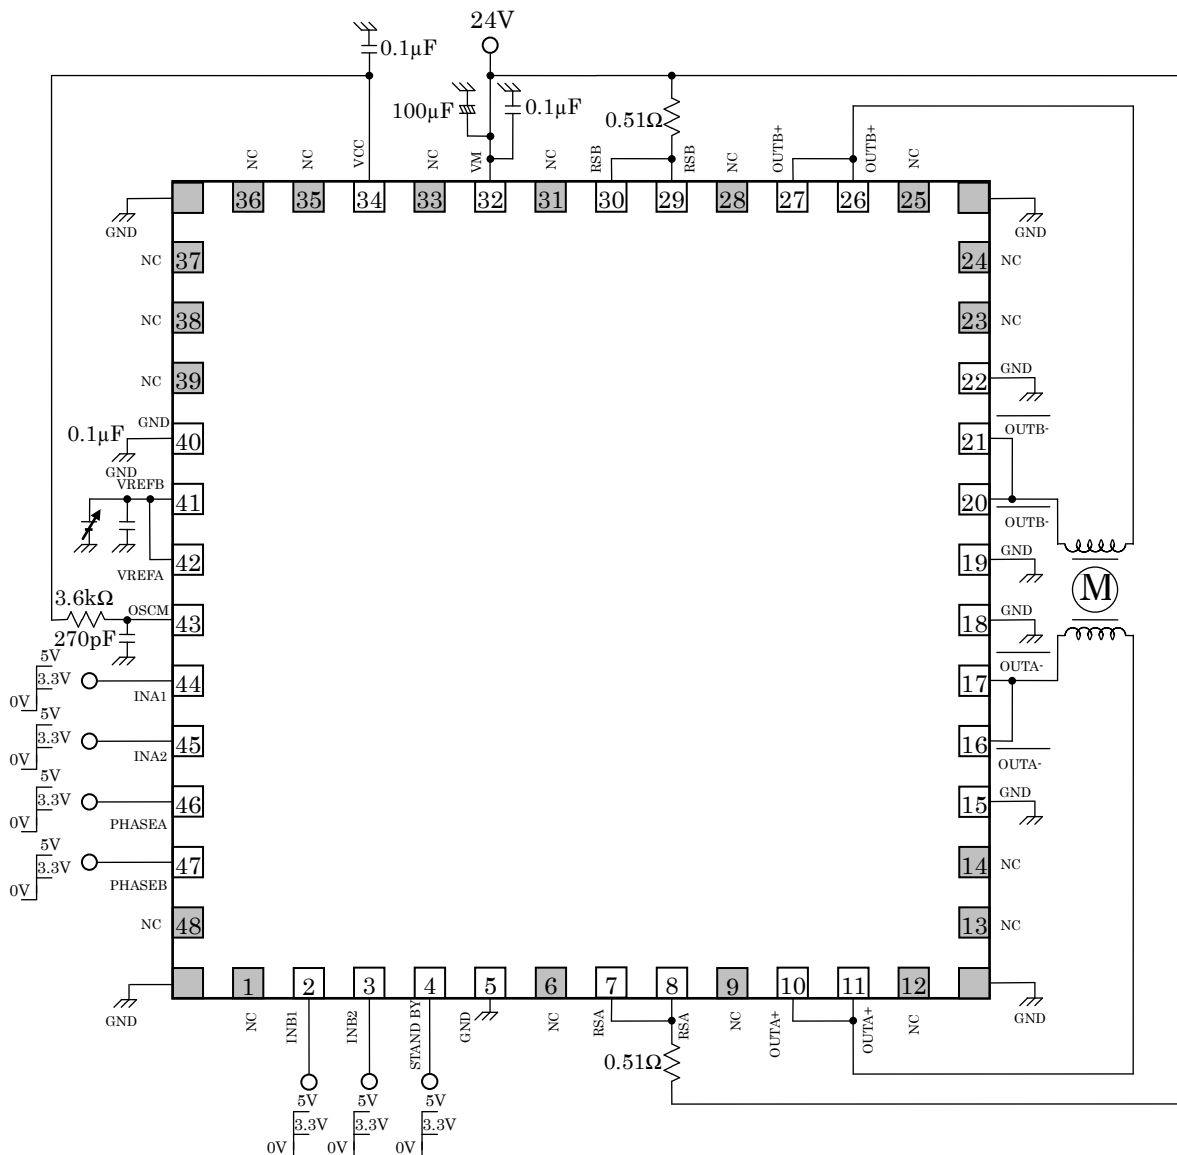 24V
0.1µF
100µF
0.1µF
0.51Ω
NC
NC
VCC
NC
VM
NC
RSB
RSB
NC
OUTB+
OUTB+
NC
36
35
34
33
32
31
30
29
28
27
26
25
GND
GND
NC
37
24
NC
NC
38
23
NC
NC
39
22
GND
GND
0.1µF
40
GND
21
OUTB-
VREFB
41
20
OUTB-
42
VREFA
19
GND
3.6kΩ
OSCM
43
270pF
18
GND
M
5V
3.3V
0V
INA1
44
17
OUTA-
5V
3.3V
0V
INA2
45
16
OUTA-
5V
3.3V
0V
PHASEA
46
15
GND
5V
3.3V
0V
PHASEB
47
14
NC
NC
48
13
NC
GND
GND
1
2
3
4
5
6
7
8
9
10
11
12
NC
INB1
INB2
STAND BY
GND
NC
RSA
RSA
NC
OUTA+
OUTA+
NC
0.51Ω
5V
3.3V
0V
5V
3.3V
0V
5V
3.3V
0V